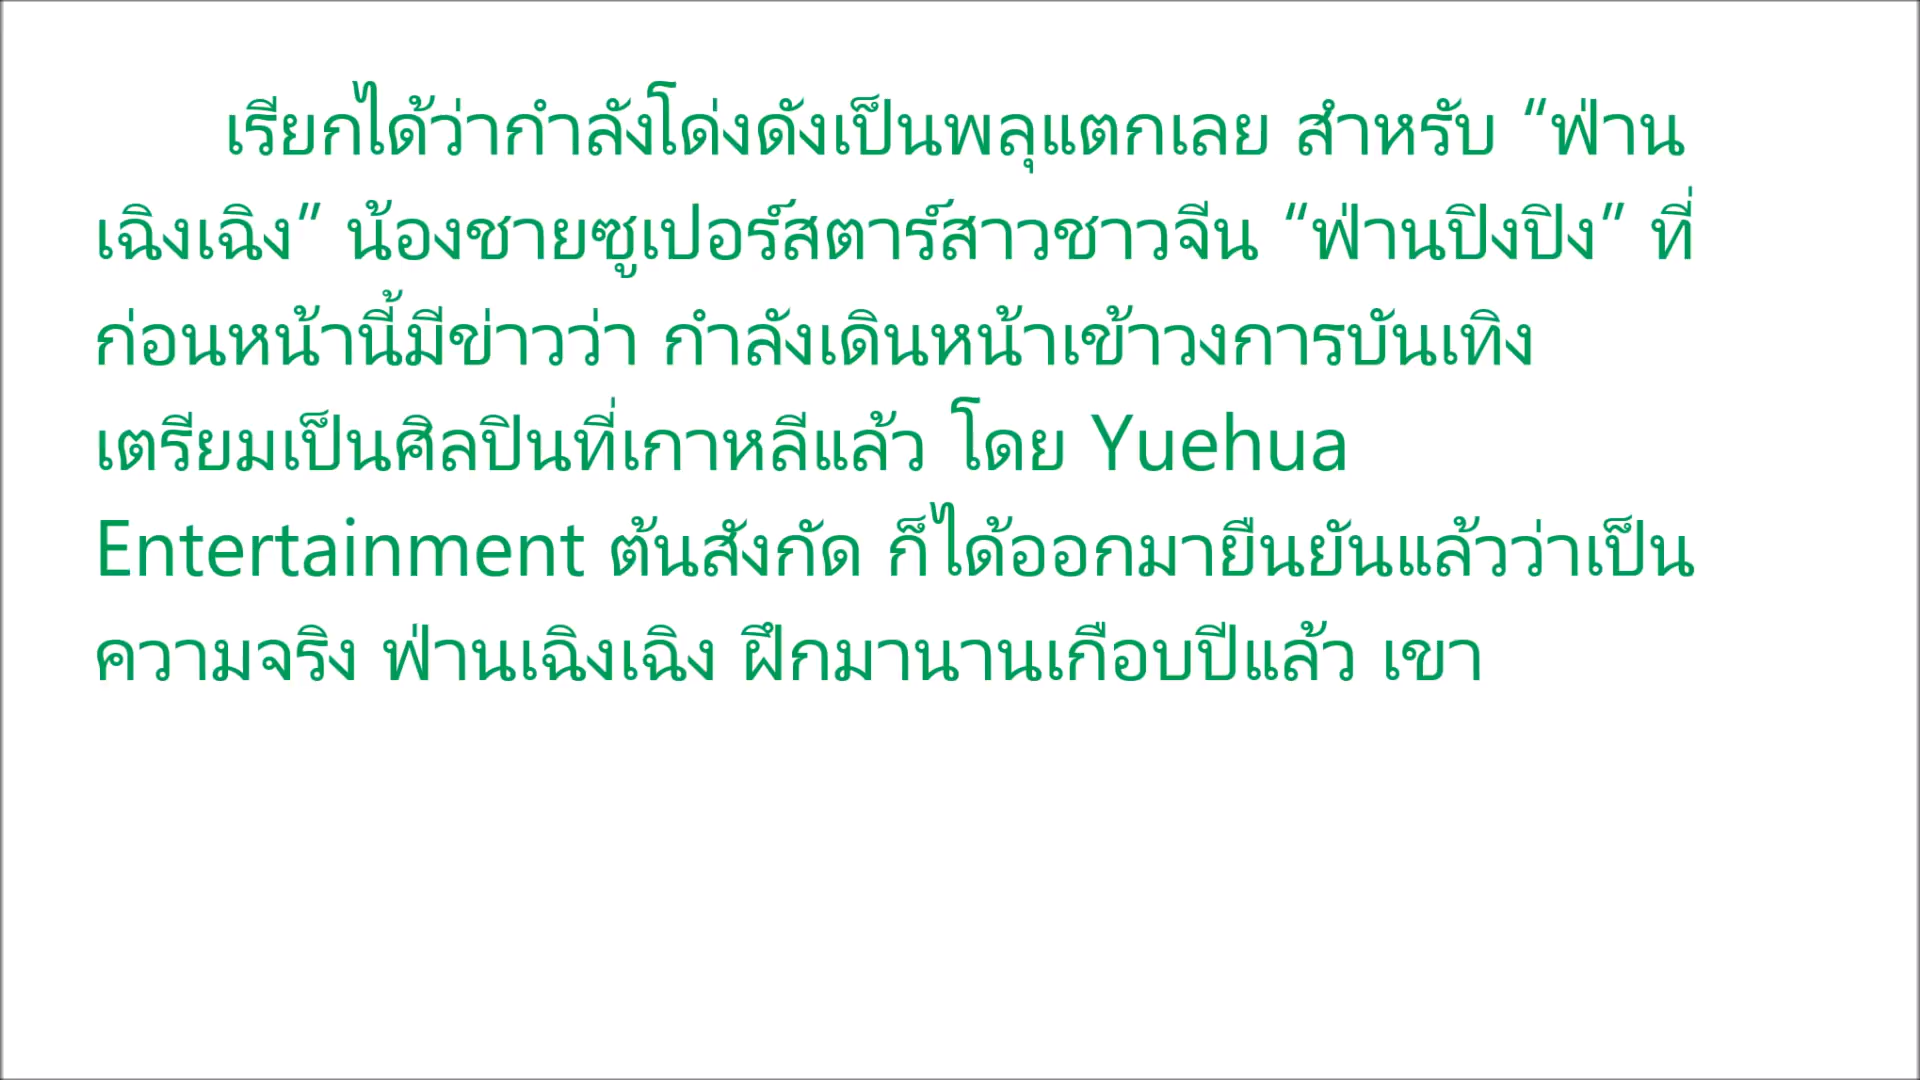 เรียกได้ว่ากำลังโด่งดังเป็นพลุแตกเลย สำหรับ “ฟ่าน
เฉิงเฉิง” น้องชายซูเปอร์สตาร์สาวชาวจีน “ฟ่านปิงปิง” ที่
ก่อนหน้านี้มีข่าวว่า กำลังเดินหน้าเข้าวงการบันเทิง
เตรียมเป็นศิลปินที่เกาหลีแล้ว โดย Yuehua
Entertainment ต้นสังกัด ก็ได้ออกมายืนยันแล้วว่าเป็น
ความจริง ฟ่านเฉิงเฉิง ฝึกมานานเกือบปีแล้ว เขา